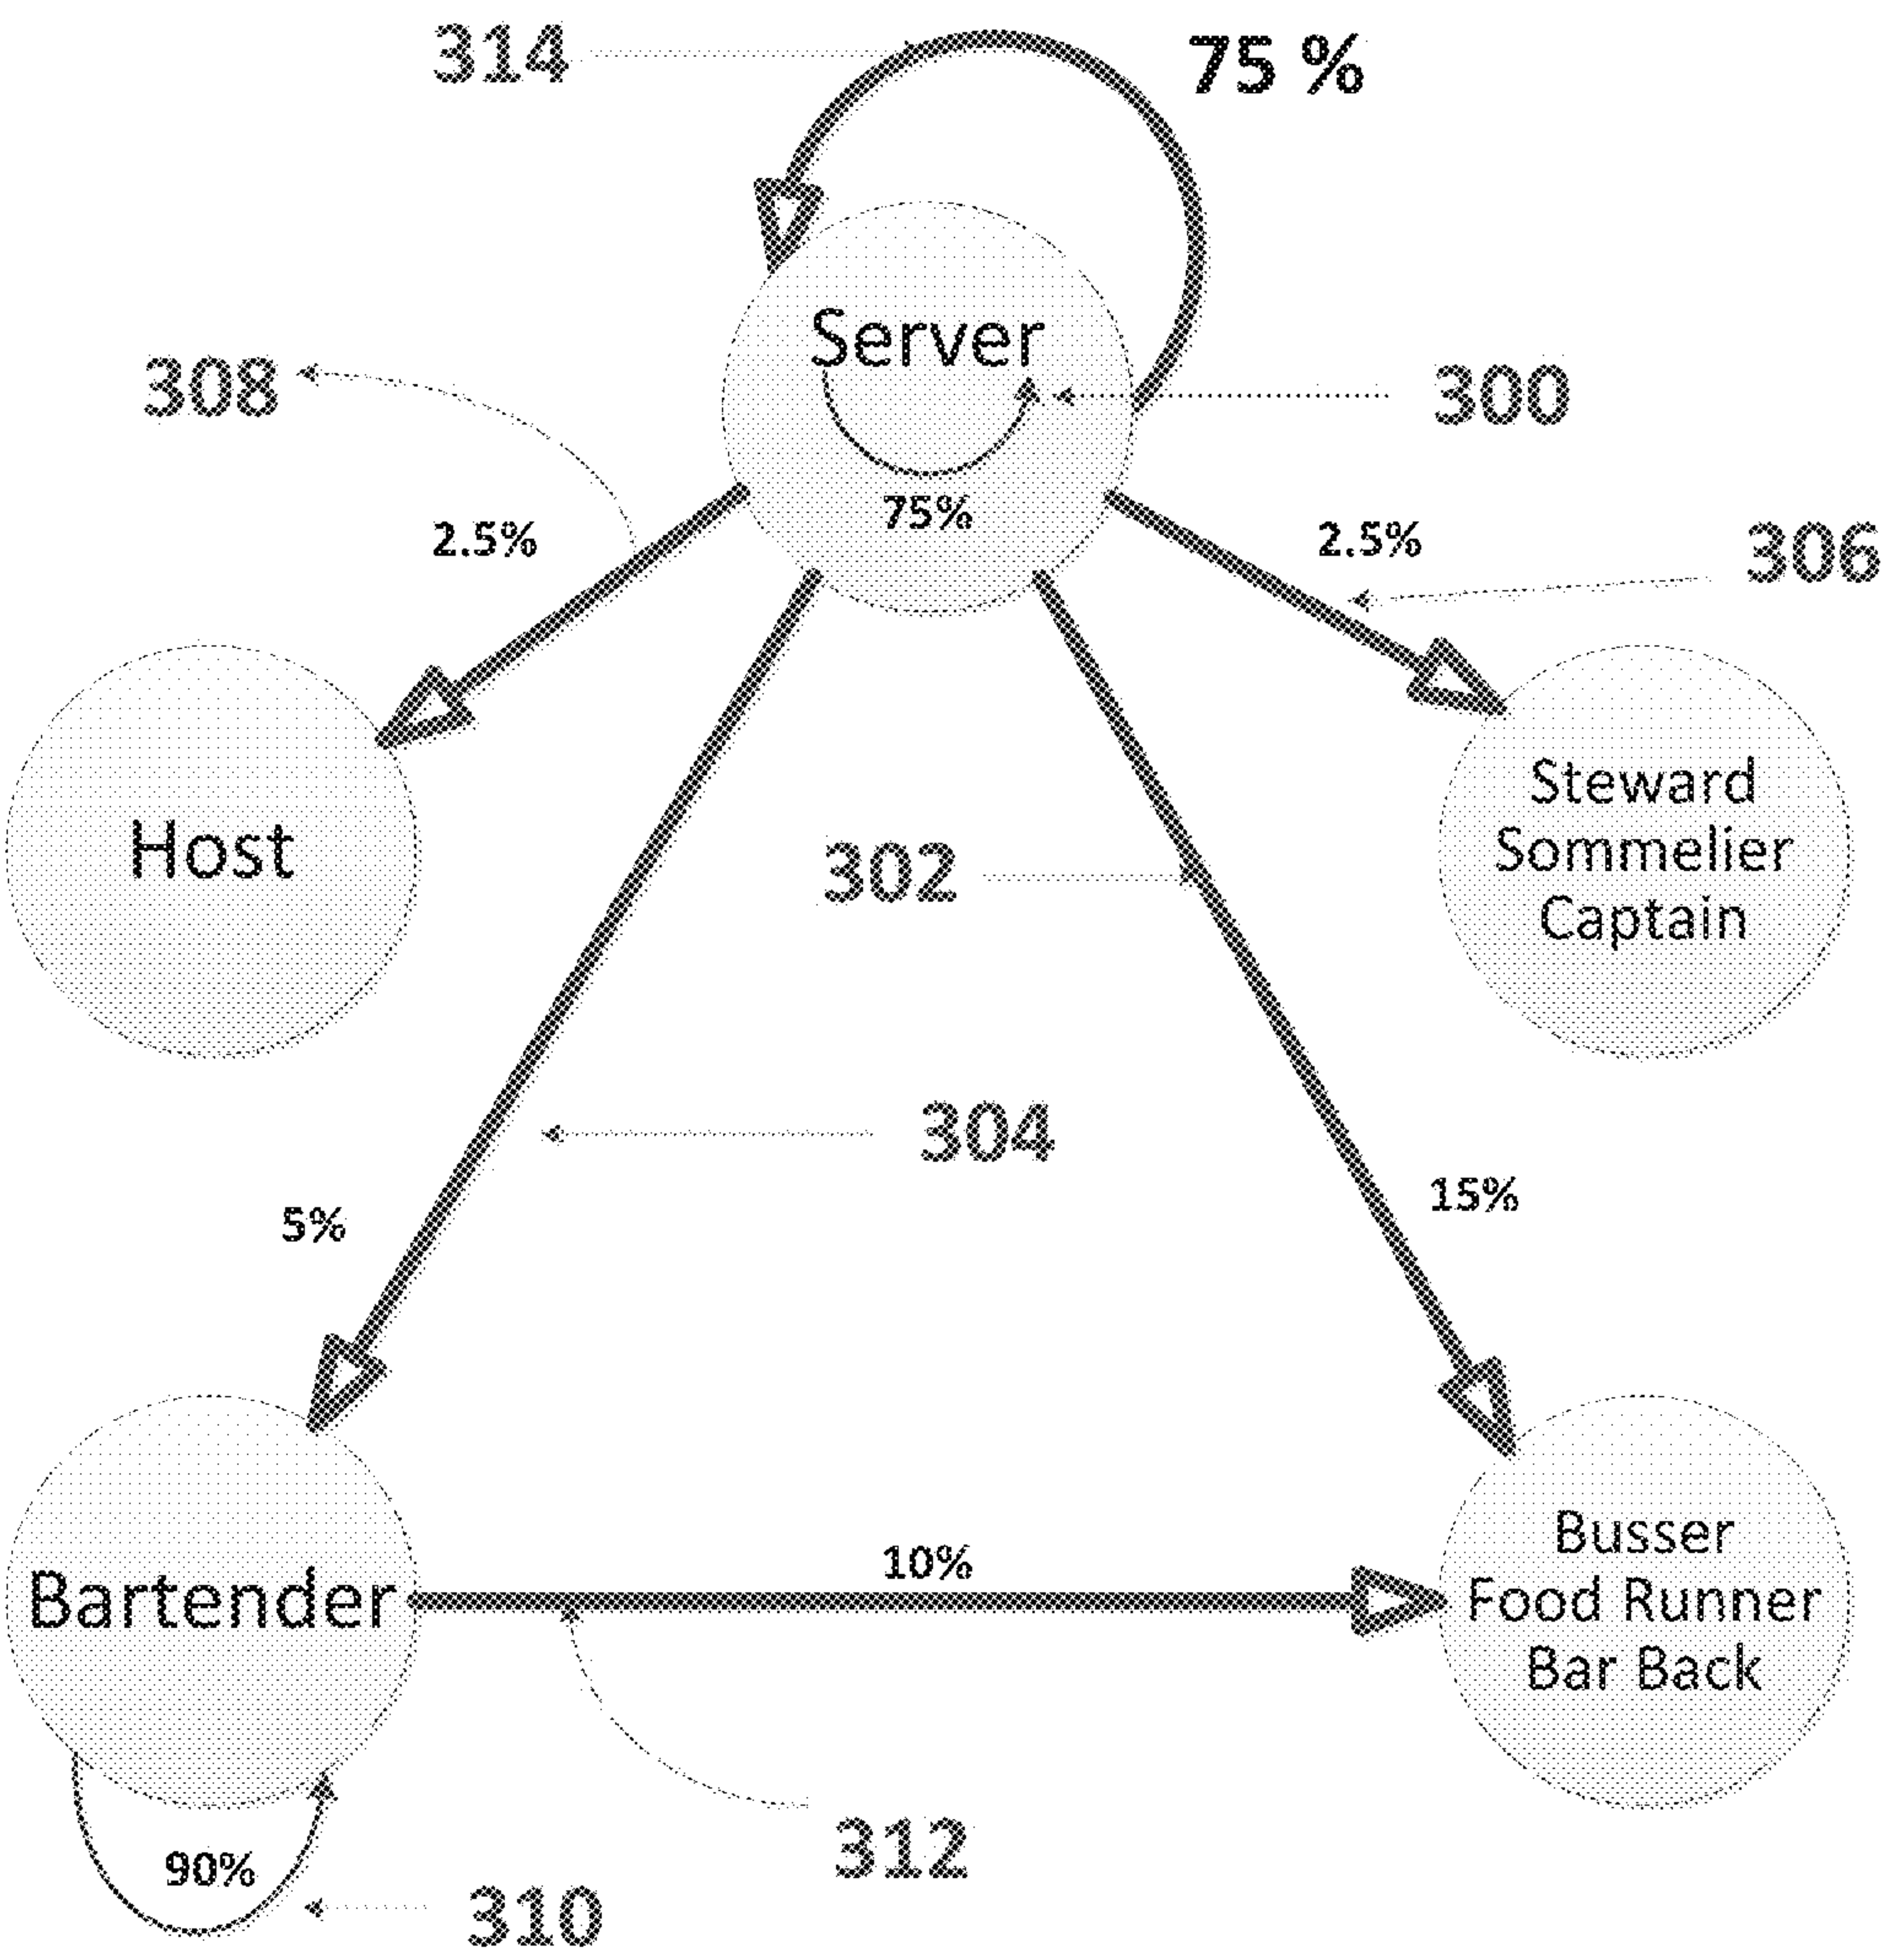 314
75 %
Server
308
300
75%
2.5%
2.5%
306
Host
Steward
Sommelier
Captain
302
304
5%
15%
Bartender
10%
Busser
Food Runner
Bar Back
312
90%
310